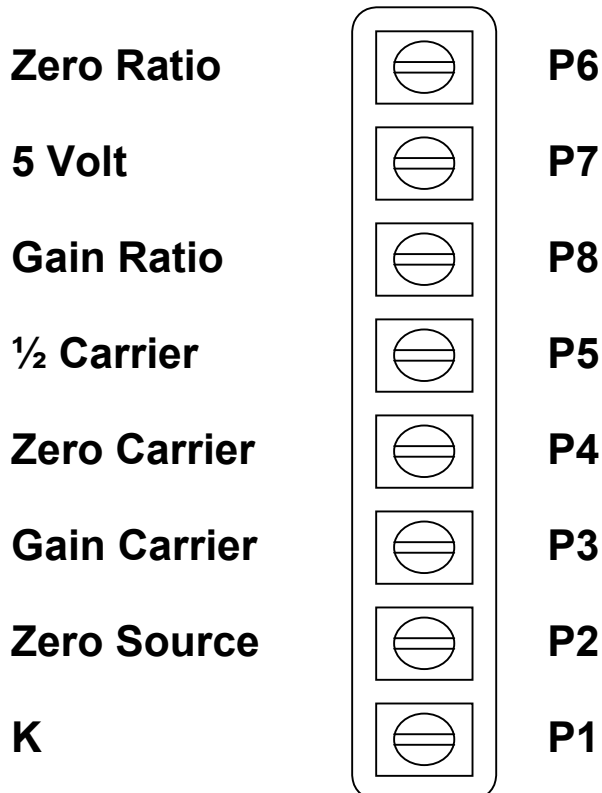 Zero Ratio P6
5 Volt P7
Gain Ratio P8
½ Carrier P5
Zero Carrier P4
Gain Carrier P3
Zero Source P2
K P1